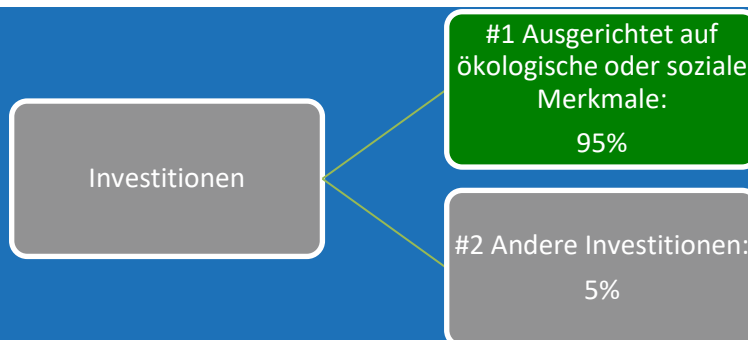 Investitionen
#1 Ausgerichtet auf
ökologische oder soziale
Merkmale:
95%
#2 Andere Investitionen:
5%